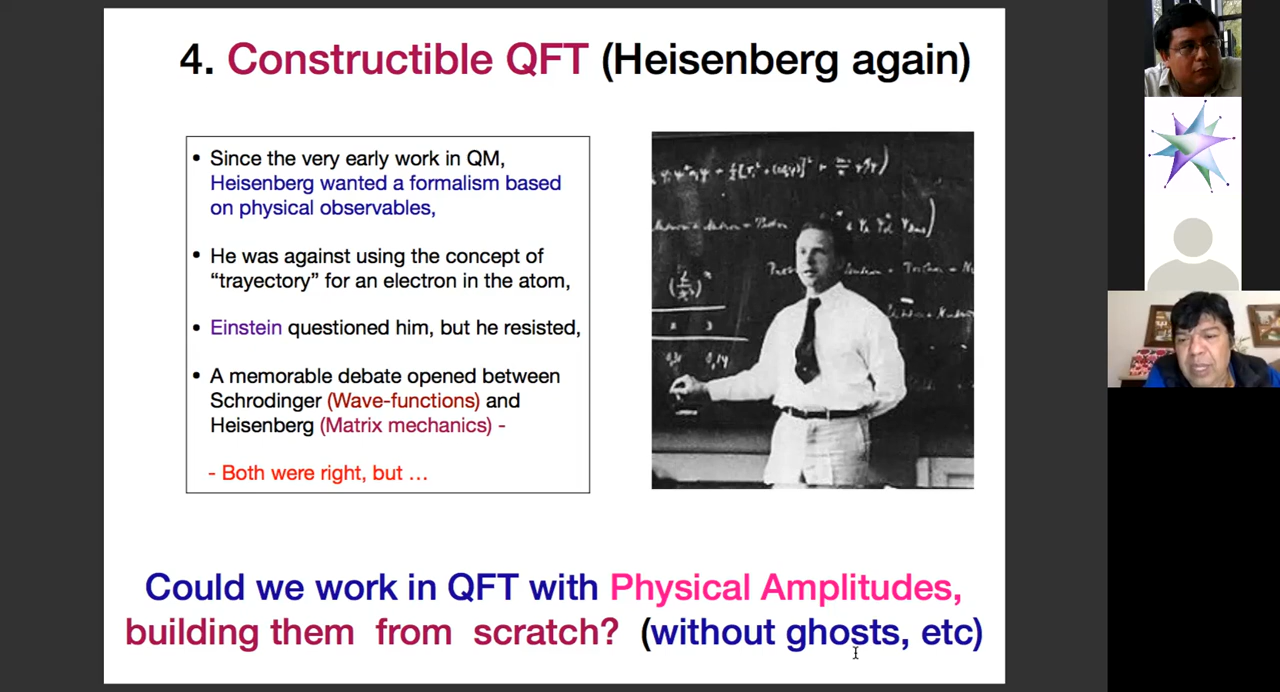 4. Constructible QFT (Heisenberg again)
• Since the very early work in QM,
Heisenberg wanted a formalism based
on physical observables,
• He was against using the concept of
“trayectory” for an electron in the atom,
• Einstein questioned him, but he resisted,
• A memorable debate opened between
Schrodinger (Wave-functions) and
Heisenberg (Matrix mechanics) -
- Both were right, but ...
Could we work in QFT with Physical Amplitudes,
building them from scratch? (without ghosts, etc)